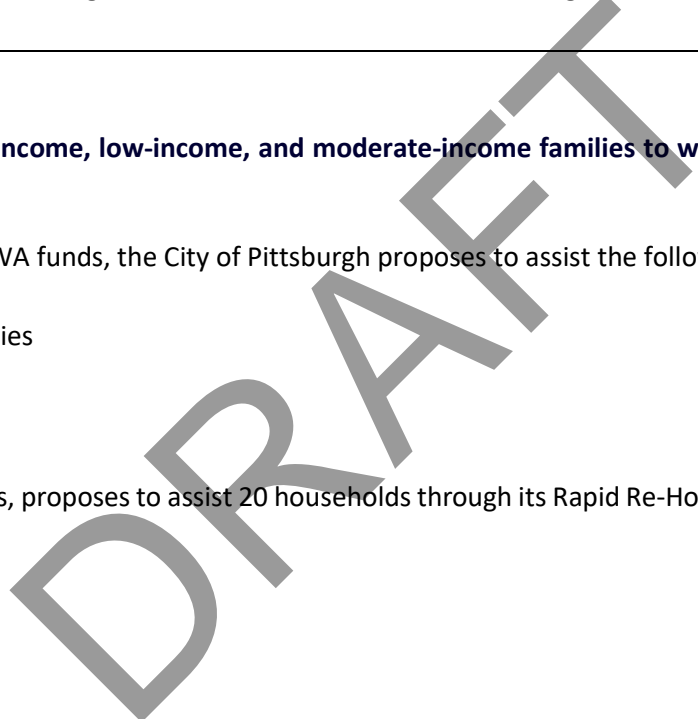 ncome, low-income, and moderate-income families to w
WA funds, the City of Pittsburgh proposes to assist the follo
ies
s, proposes to assist 20 households through its Rapid Re-Ho
DRAFT